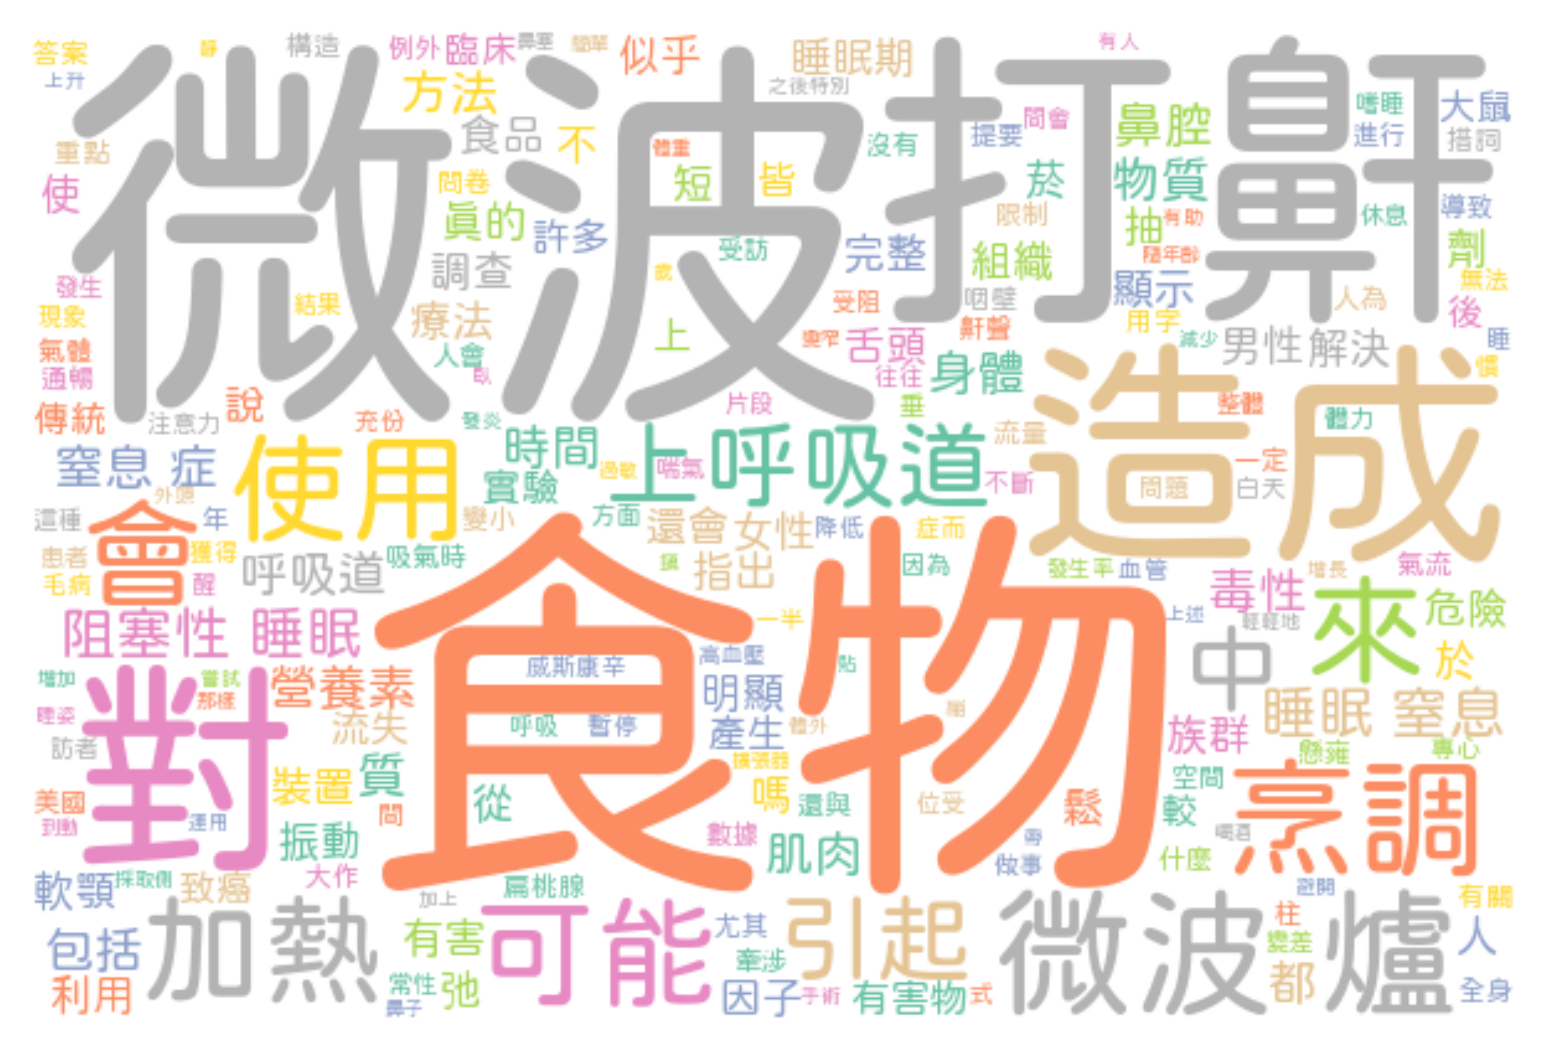 微波
打鼾
食物
造成
答案
上升
靜
構造
例外
臨床
鼻塞
簡單
似乎
睡眠期
之後特別
有人
方法
食品
不
體重
沒有
提要
問會
鼻腔
嗜睡
進行
大鼠
措詞
重點
使
問卷
真的
許多
短
皆
菸
物質
限制
抽
有助
休息
導致
調查
受訪
完整
組織
隨年齡
劑
無法
發生
現象
結果
療法
歲
受阻
咽壁
顯示
人為
後
氣體
通暢
人會
臥
上
變窄
舌頭
鼾聲
用字
減少
男性
解決
睡
慣
身體
往往
傳統
注意力
說
充份
發炎
片段
垂
整體
體力
窒息 症
使用
時間
上呼吸道
流量
一定
實驗
過敏
喘氣
不斷
問題
白天
外頭
這種
會
年
變小
方面
還會
女性
降低
症而
患者
獲得
毛病
醒
呼吸道
吸氣時
鎮
指出
因為
發生率
血管
增長
氣流
阻塞性 睡眠
一半
毒性
來
危險
上述
輕輕地
增加
嘗試
那樣
營養素
威斯康辛
高血壓
貼
中
於
睡姿
對
流失
呼吸
暫停
明顯
產生
體外
族群
睡眠 窒息
訪者
裝置
質
擴張器
懸雍
專心
美國
到動
運用
從
嗎
還與
位受
鬆
空間
較
烹調
振動
間
數據
肌肉
喝酒
做事
什麼
軟顎
採取側
致癌
大作
扁桃腺
避開
有關
加熱
加上
可能
尤其
引起
微波爐
柱
人
包括
有害
牽涉
變差
利用
常性
弛
鼻子
因子
手術
有害物
式
都
全身